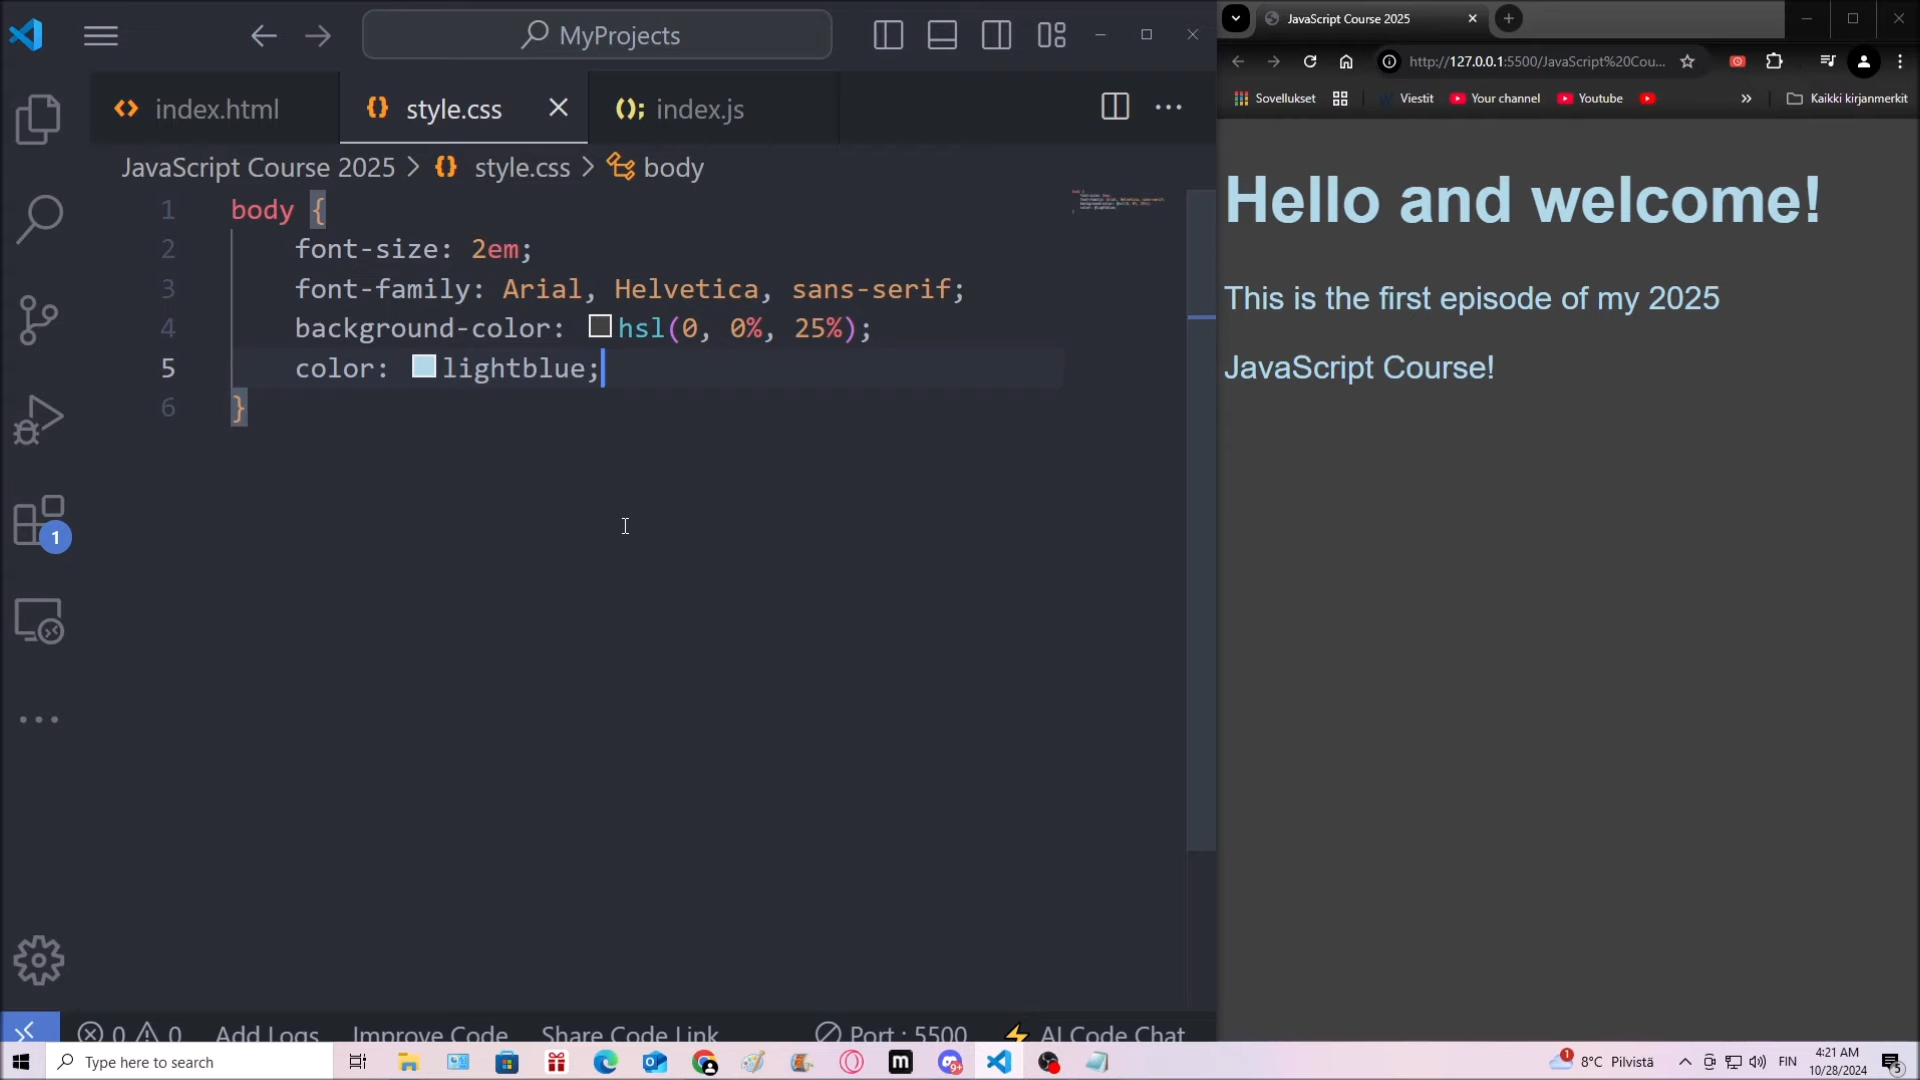 MyProjects
index.html
style.css
index.js
JavaScript Course 2025 > style.css > body
1 body {
2 font-size: 2em;
3 font-family: Arial, Helvetica, sans-serif;
4 background-color: hsl(0, 0%, 25%);
5 color: lightblue;
6 }
1
0 0 Add Logs Improve Code Share Code Link Port : 5500 AI Code Chat
JavaScript Course 2025
http://127.0.0.1:5500/JavaScript%20Cou...
Sovellukset Viestit Your channel Youtube » Kaikki kirjanmerkit
Hello and welcome!
This is the first episode of my 2025
JavaScript Course!
Type here to search
9+
1 8°C Pilvistä FIN 4:21 AM
10/28/2024 5